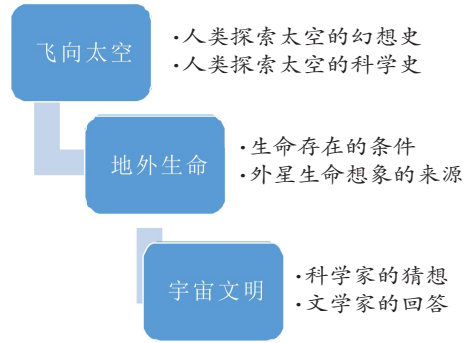 飞向太空
·人类探索太空的幻想史
·人类探索太空的科学史
地外生命
·生命存在的条件
·外星生命想象的来源
宇宙文明
·科学家的猜想
·文学家的回答